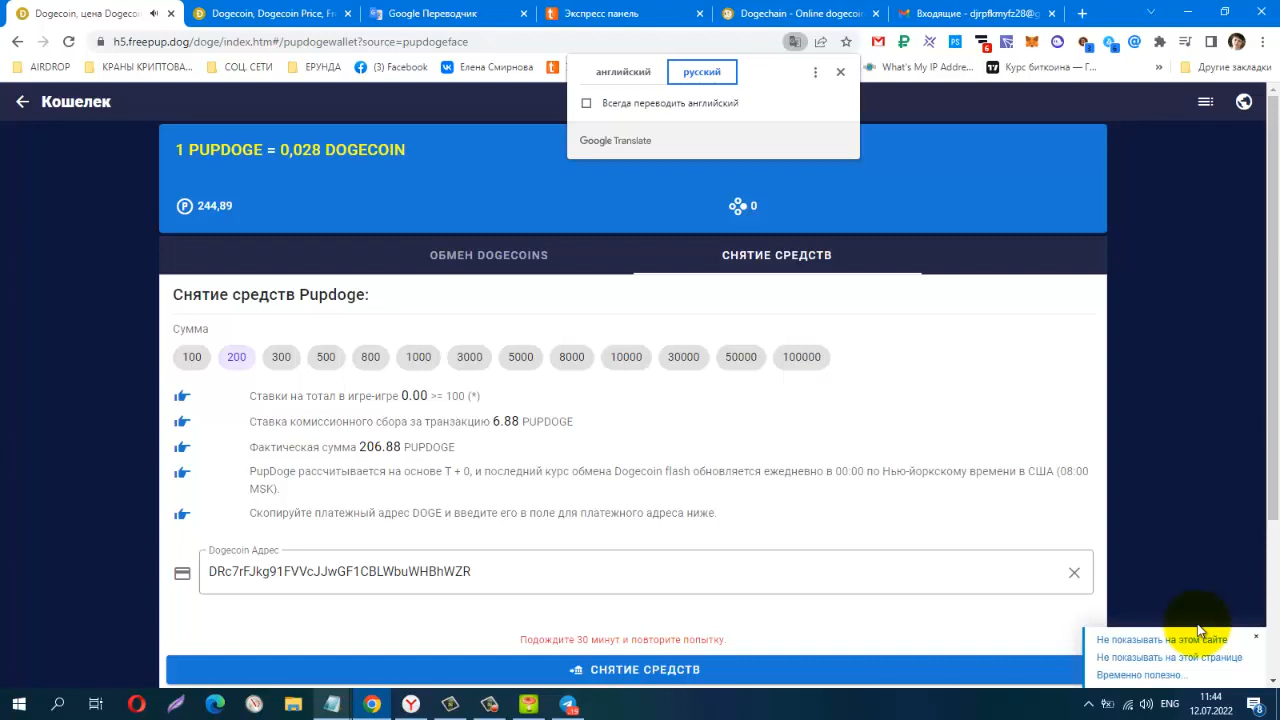 Dogecoin, цена Dogecoi
Dogecoin, Dogecoin Price, Fr
Google Переводчик
Экспресс панель
Dogechain - Online dogecoin
Входящие - djrpfkmyfz28@g
h5.freepup.dog/doge/index.htm#/pupdogewallet?source=pupdogeface
AIRDROP
КРАНЫ КРИПТОВА...
СОЦ. СЕТИ
ЕРУНДА
(3) Facebook
Елена Смирнова
What's My IP Addre...
Курс биткоина — Г...
»
Другие закладки
английский
русский
Всегда переводить английский
Google Translate
Кошелек
1 PUPDOGE = 0,028 DOGECOIN
244,89
0
ОБМЕН DOGECOINS
СНЯТИЕ СРЕДСТВ
Снятие средств Pupdoge:
Сумма
100 200 300 500 800 1000 3000 5000 8000 10000 30000 50000 100000
Ставки на тотал в игре-игре 0.00 >= 100 (*)
Ставка комиссионного сбора за транзакцию 6.88 PUPDOGE
Фактическая сумма 206.88 PUPDOGE
PupDoge рассчитывается на основе T + 0, и последний курс обмена Dogecoin flash обновляется ежедневно в 00:00 по Нью-йоркскому времени в США (08:00
MSK).
Скопируйте платежный адрес DOGE и введите его в поле для платежного адреса ниже.
Dogecoin Адрес
DRc7rFJkg91FVVcJJwGF1CBLWbuWHBhWZR
Подождите 30 минут и повторите попытку.
СНЯТИЕ СРЕДСТВ
Не показывать на этом сайте
Не показывать на этой странице
Временно полезно...
ENG
11:44
12.07.2022